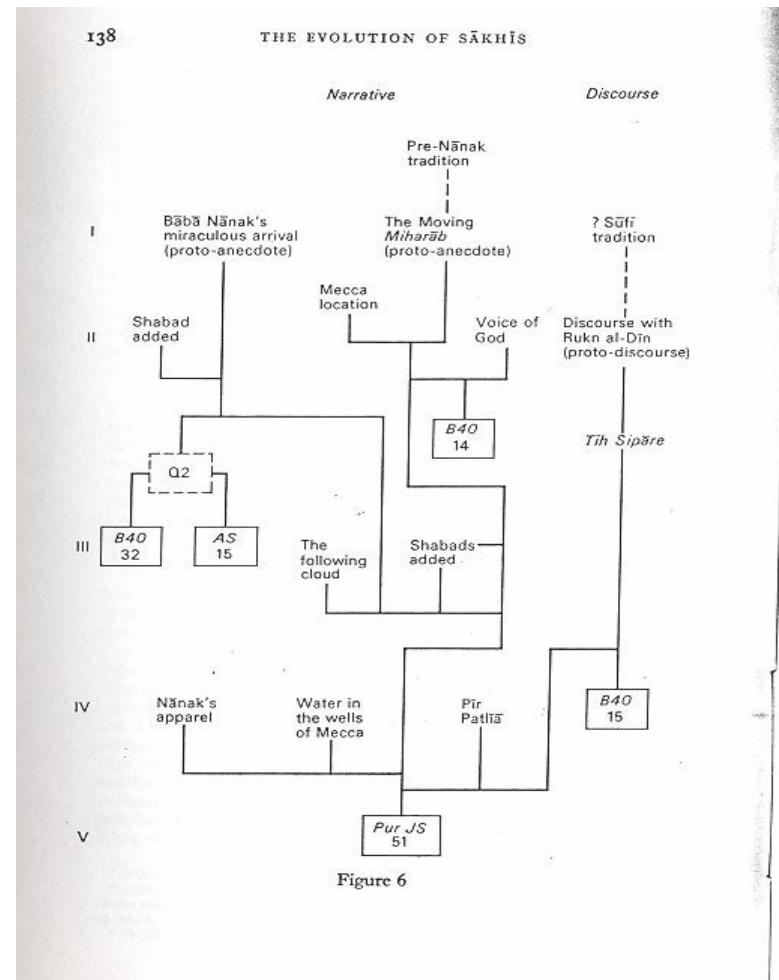 138
THE EVOLUTION OF SĀKHĪS
Narrative
Discourse
Pre-Nānak
tradition
I
Bābā Nānak's
miraculous arrival
(proto-anecdote)
The Moving
Miharāb
(proto-anecdote)
? Sūfī
tradition
Mecca
location
II
Shabad
added
Voice of
God
Discourse with
Rukn al-Dīn
(proto-discourse)
B40
14
Tīh Sipāre
Q2
III
B40
32
AS
15
The
following
cloud
Shabads
added
IV
Nānak's
apparel
Water in
the wells
of Mecca
Pīr
Patlīā
B40
15
V
Pur JS
51
Figure 6